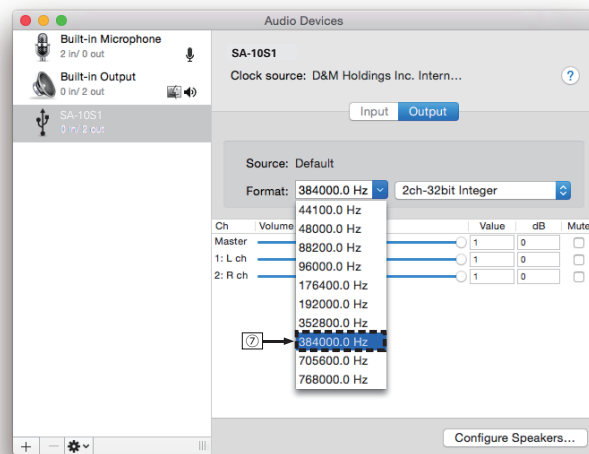 Audio Devices
Built-in Microphone
2 in/ 0 out
Built-in Output
0 in/ 2 out
SA-10S1
0 in/ 2 out
SA-10S1
Clock source: D&M Holdings Inc. Intern...
?
Input Output
Source: Default
Format: 384000.0 Hz 2ch-32bit Integer
44100.0 Hz
48000.0 Hz
88200.0 Hz
96000.0 Hz
176400.0 Hz
192000.0 Hz
352800.0 Hz
⑦ 384000.0 Hz
705600.0 Hz
768000.0 Hz
Ch Volume Value dB Mute
Master 1 0
1: L ch 1 0
2: R ch 1 0
Configure Speakers...